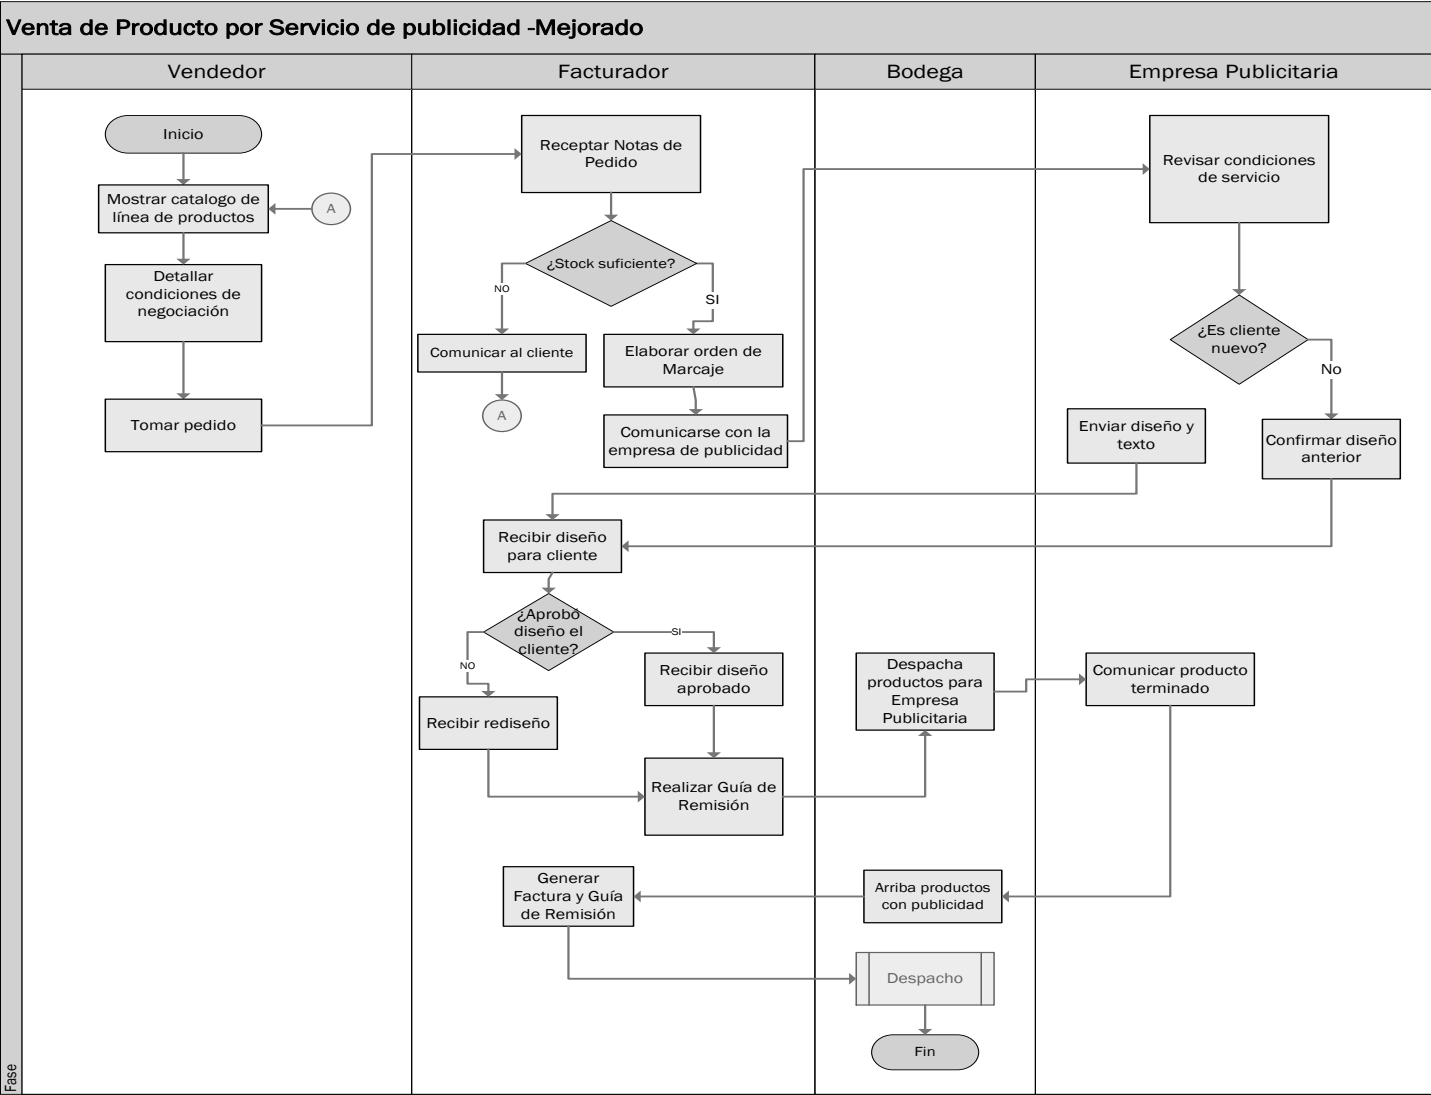 Venta de Producto por Servicio de publicidad -Mejorado
Vendedor
Facturador
Bodega
Empresa Publicitaria
Fase
Inicio
Mostrar catalogo de
línea de productos
A
Detallar
condiciones de
negociación
Tomar pedido
Receptar Notas de
Pedido
¿Stock suficiente?
NO
SI
Comunicar al cliente
A
Elaborar orden de
Marcaje
Comunicarse con la
empresa de publicidad
Revisar condiciones
de servicio
¿Es cliente
nuevo?
No
Enviar diseño y
texto
Confirmar diseño
anterior
Recibir diseño
para cliente
¿Aprobó
diseño el
cliente?
NO
SI
Recibir diseño
aprobado
Recibir rediseño
Realizar Guía de
Remisión
Despacha
productos para
Empresa
Publicitaria
Comunicar producto
terminado
Arriba productos
con publicidad
Generar
Factura y Guía
de Remisión
Despacho
Fin